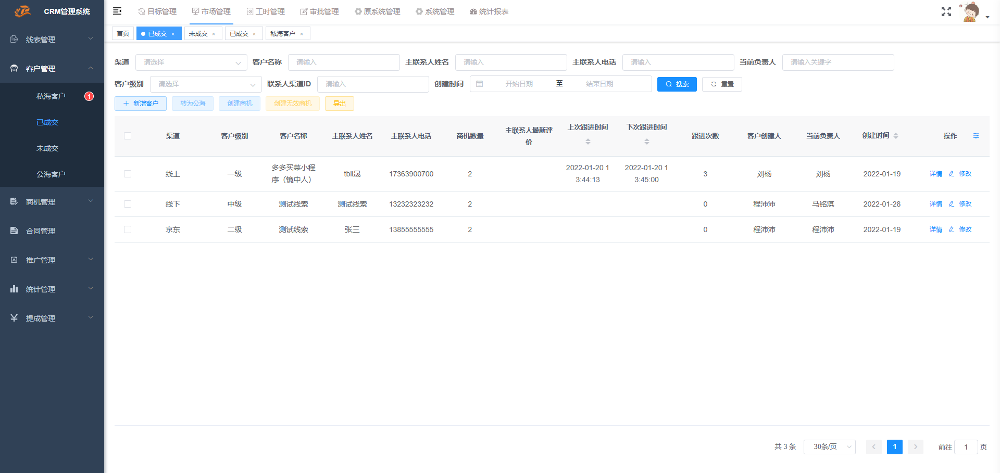 CRM管理系统
目标管理 市场管理 工时管理 审批管理 原系统管理 系统管理 统计报表
首页 已成交 × 未成交 × 已成交 × 私海客户 ×
线索管理
客户管理
私海客户 1
已成交
未成交
公海客户
商机管理
合同管理
推广管理
统计管理
提成管理
渠道 请选择 客户名称 请输入 主联系人姓名 请输入 主联系人电话 请输入 当前负责人 请输入关键字
客户级别 请选择 联系人渠道ID 请输入 创建时间 开始日期 至 结束日期 搜索 重置
新增客户 转为公海 创建商机 创建无效商机 导出
渠道 客户级别 客户名称 主联系人姓名 主联系人电话 商机数量 主联系人最新评价 上次跟进时间 下次跟进时间 跟进次数 客户创建人 当前负责人 创建时间 操作
线上 一级 多多买菜小程序（镜中人） tbli晟 17363900700 2 2022-01-20 13:44:13 2022-01-20 13:45:00 3 刘杨 刘杨 2022-01-19 详情 修改
线下 中级 测试线索 测试线索 13232323232 2 0 程沛沛 马铭淇 2022-01-28 详情 修改
京东 二级 测试线索 张三 13855555555 2 0 程沛沛 程沛沛 2022-01-19 详情 修改
共 3 条 30条/页 1 前往 1 页